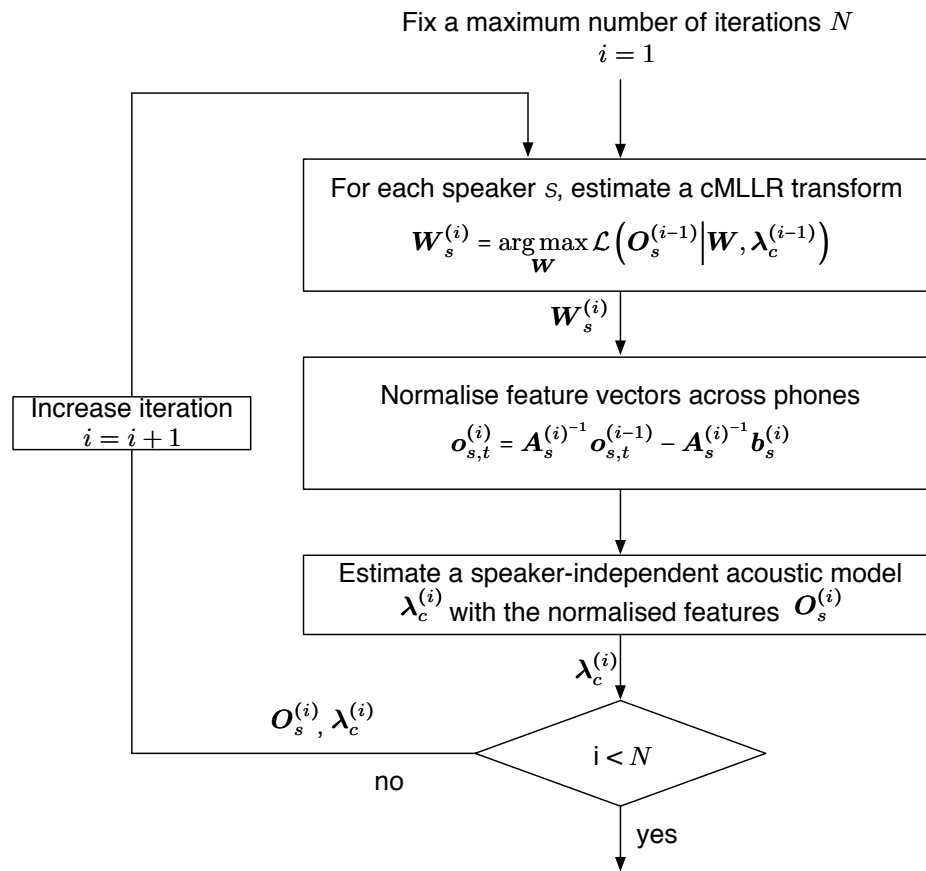 Fix a maximum number of iterations N
i = 1
For each speaker s, estimate a cMLLR transform
W_s^{(i)} = arg max_W ℒ ( O_s^{(i−1)} | W, λ_c^{(i−1)} )
W_s^{(i)}
Normalise feature vectors across phones
o_{s,t}^{(i)} = A_s^{(i)^{-1}} o_{s,t}^{(i−1)} − A_s^{(i)^{-1}} b_s^{(i)}
Increase iteration
i = i + 1
Estimate a speaker-independent acoustic model
λ_c^{(i)} with the normalised features O_s^{(i)}
λ_c^{(i)}
O_s^{(i)}, λ_c^{(i)}
i < N
no
yes